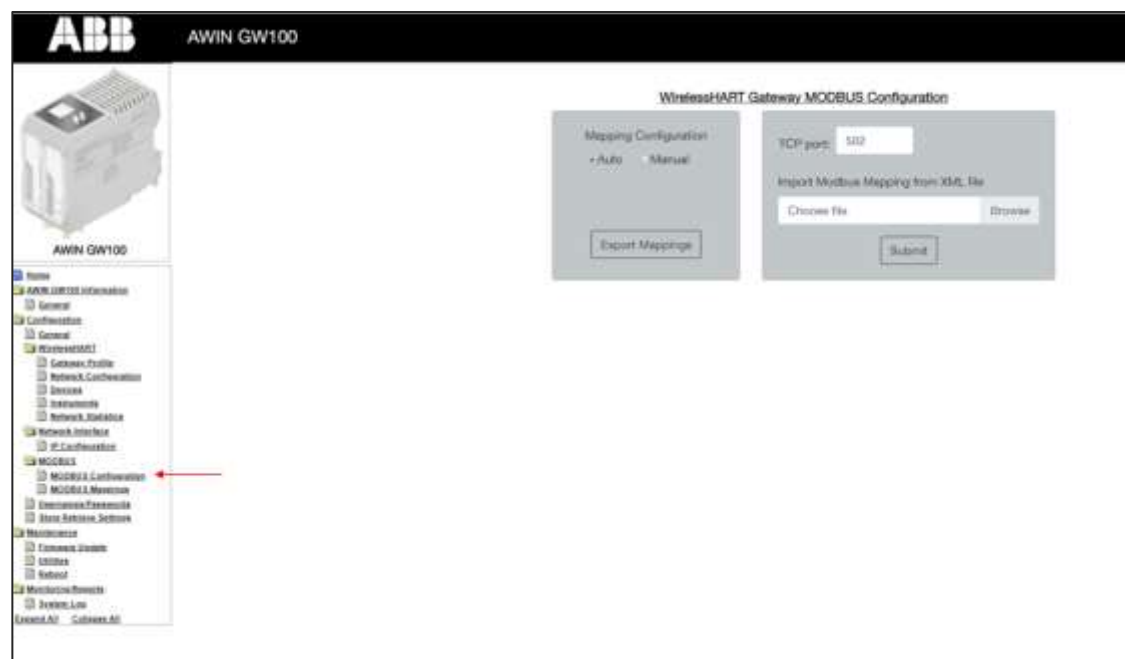 ABB
AWIN GW100
WirelessHART Gateway MODBUS Configuration
Mapping Configuration
Auto Manual
Export Mappings
TCP port: 502
Import Modbus Mapping from XML file
Choose file Browse
Submit
AWIN GW100
Home
AWIN GW100 Information
General
Configuration
General
WirelessHART
Gateway Profile
Network Configuration
Devices
Instruments
Network Statistics
Network Interface
IP Configuration
MODBUS
MODBUS Configuration
MODBUS Mappings
Usernames/Passwords
Store Retrieve Settings
Maintenance
Firmware Update
Utilities
Reboot
Monitoring/Reports
System Log
Expand All Collapse All